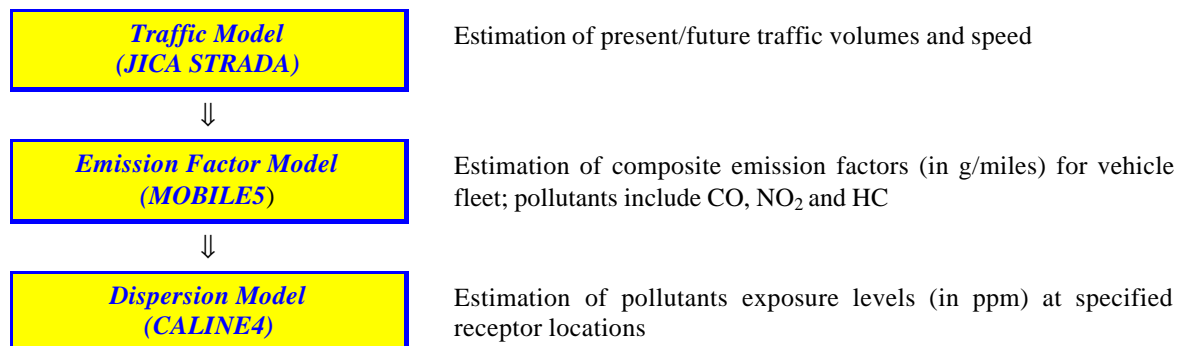 Traffic Model
(JICA STRADA)
Estimation of present/future traffic volumes and speed
⇓
Emission Factor Model
(MOBILE5)
Estimation of composite emission factors (in g/miles) for vehicle
fleet; pollutants include CO, NO2 and HC
⇓
Dispersion Model
(CALINE4)
Estimation of pollutants exposure levels (in ppm) at specified
receptor locations